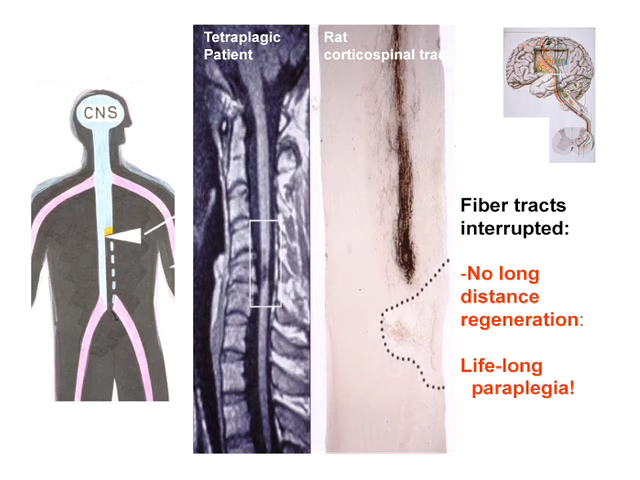 Tetraplagic
Patient
Rat
corticospinal trac
CNS
Fiber tracts
interrupted:
-No long
distance
regeneration:
Life-long
paraplegia!